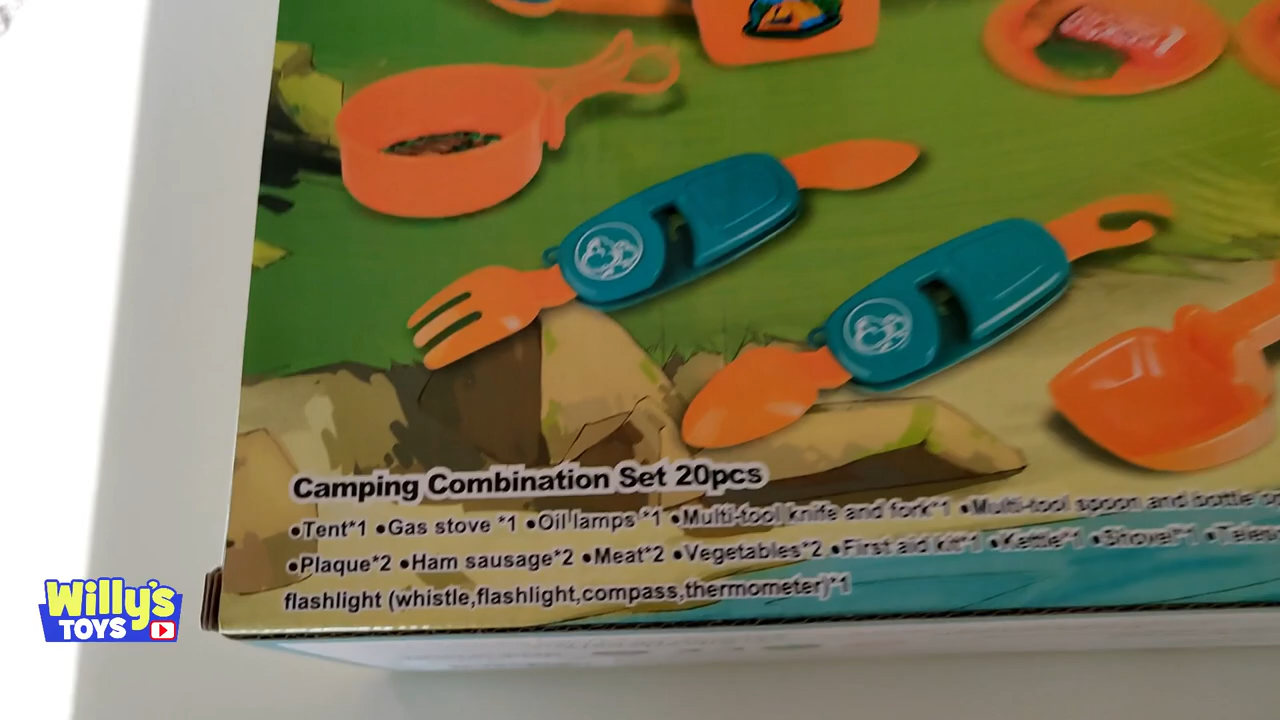 Camping Combination Set 20pcs
•Tent*1 •Gas stove *1 •Oil lamps *1 •Multi-tool knife and fork*1 •Multi-tool spoon and bottle
•Plaque*2 •Ham sausage*2 •Meat*2 •Vegetables*2 •First aid kit*1 •Kettle*1 •Shovel*1
flashlight (whistle,flashlight,compass,thermometer)*1
Willy's
TOYS